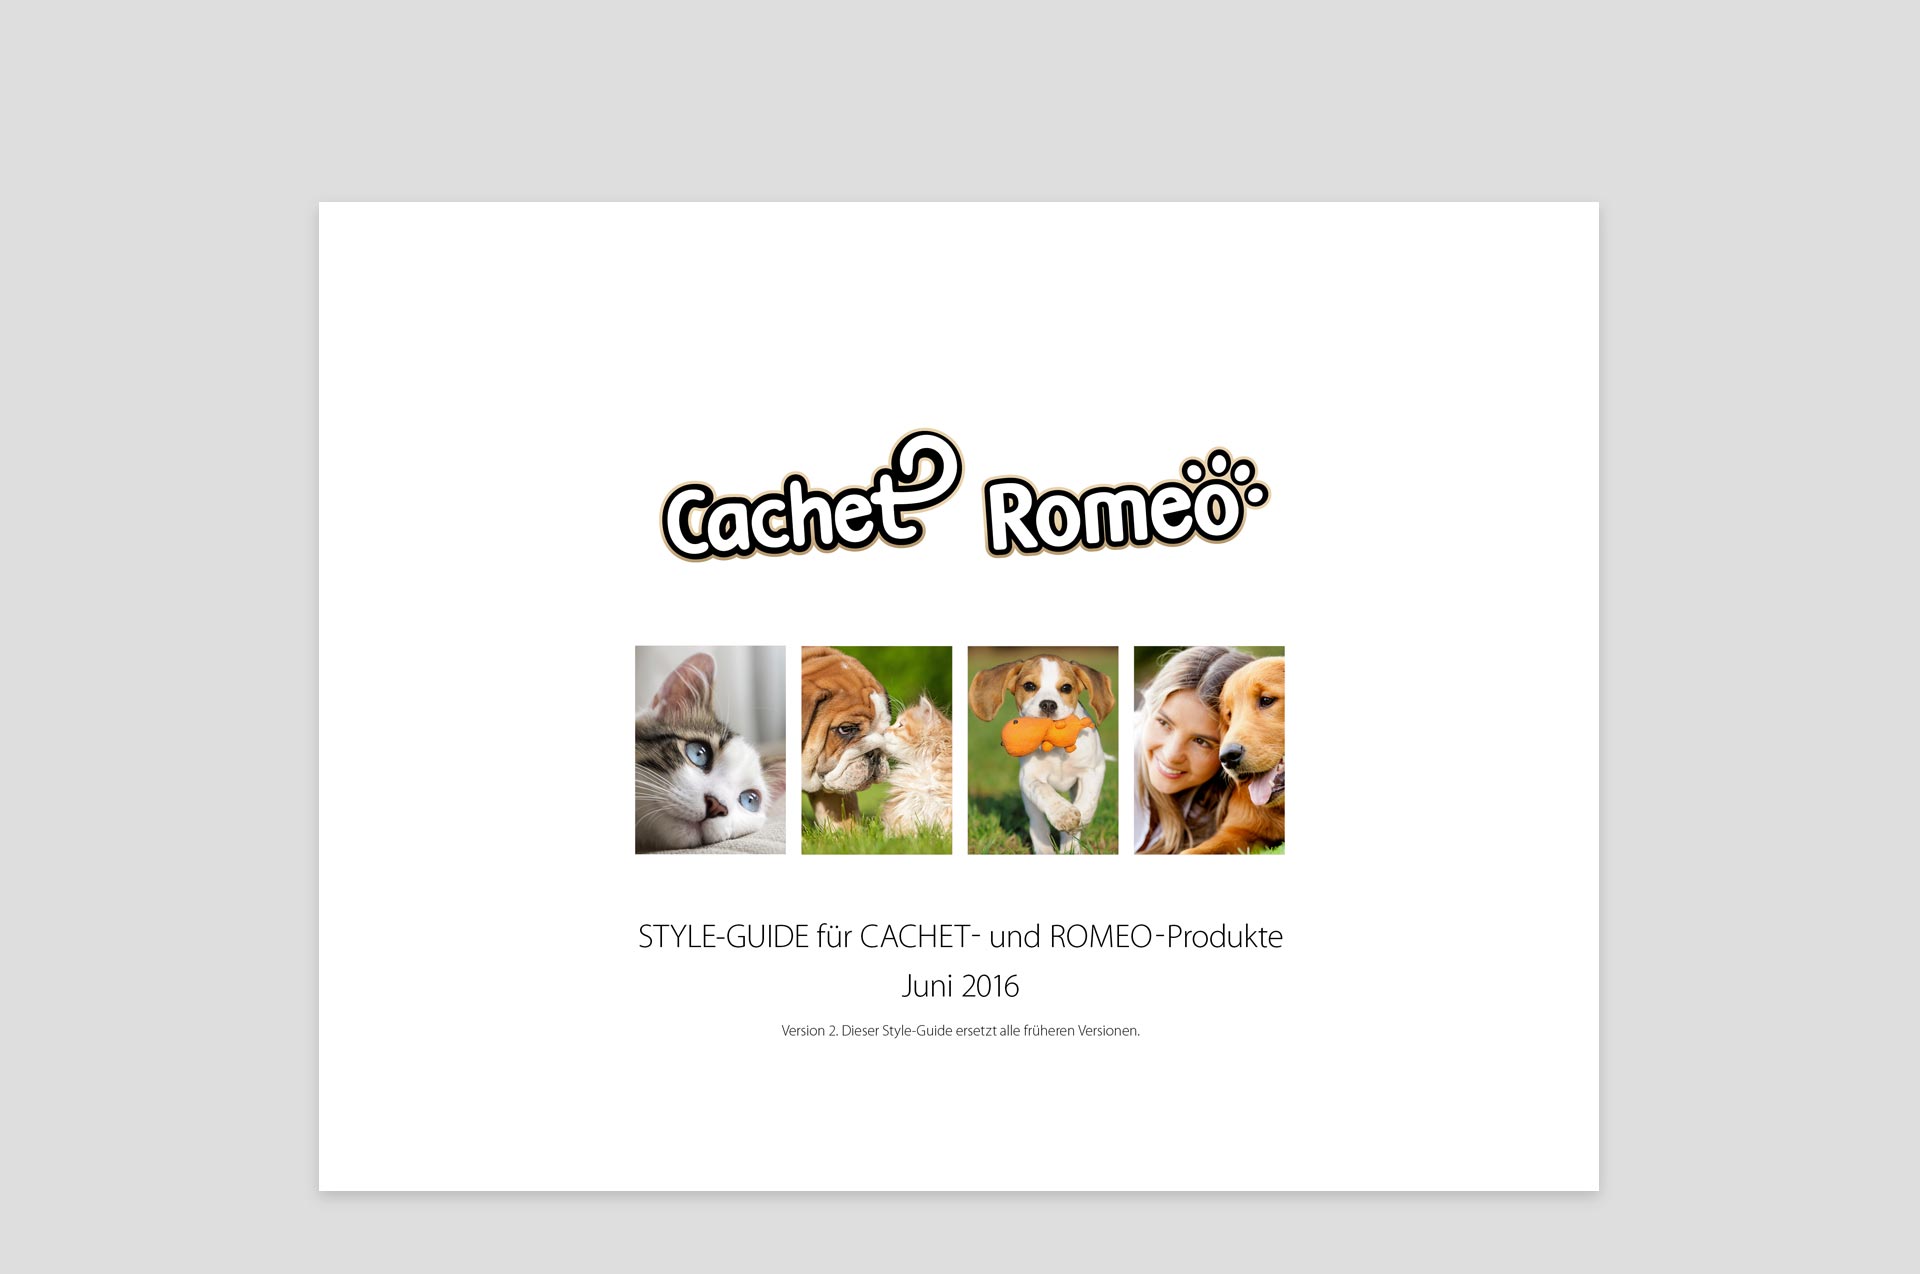 Cachet Romeo
STYLE-GUIDE für CACHET- und ROMEO-Produkte
Juni 2016
Version 2. Dieser Style-Guide ersetzt alle früheren Versionen.